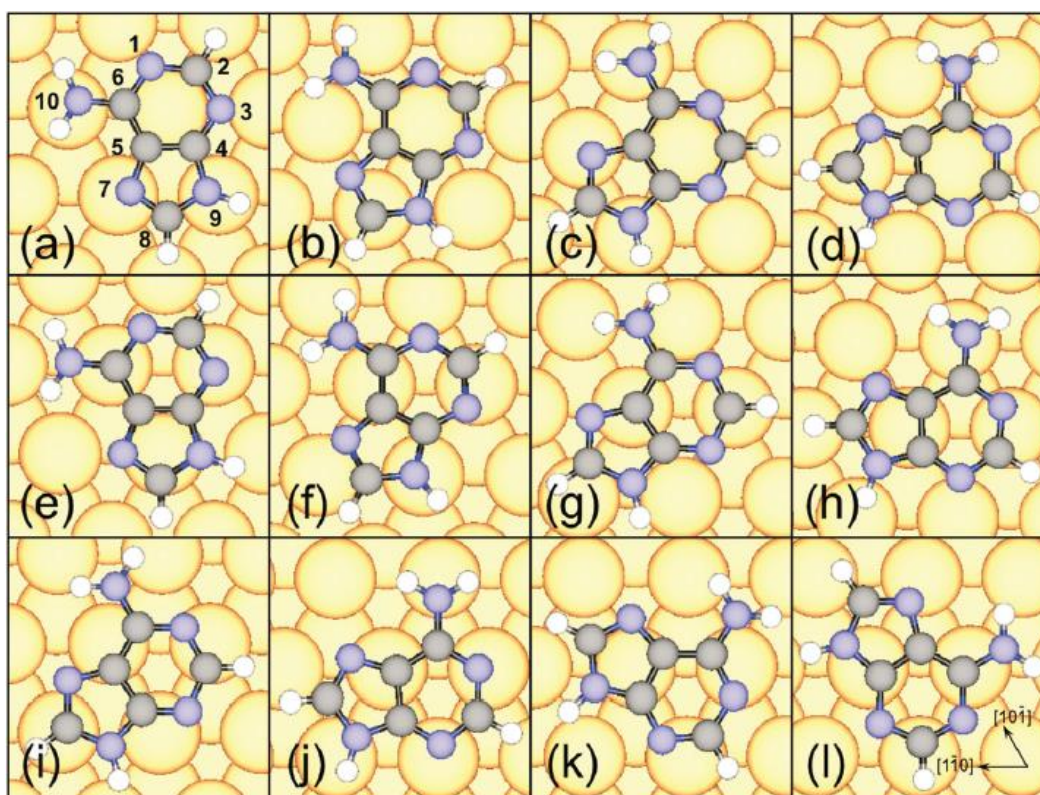 1
2
6
10
3
5
4
7
9
8
(a)
(b)
(c)
(d)
(e)
(f)
(g)
(h)
(i)
(j)
(k)
(l)
[101̄]
[11̄0]